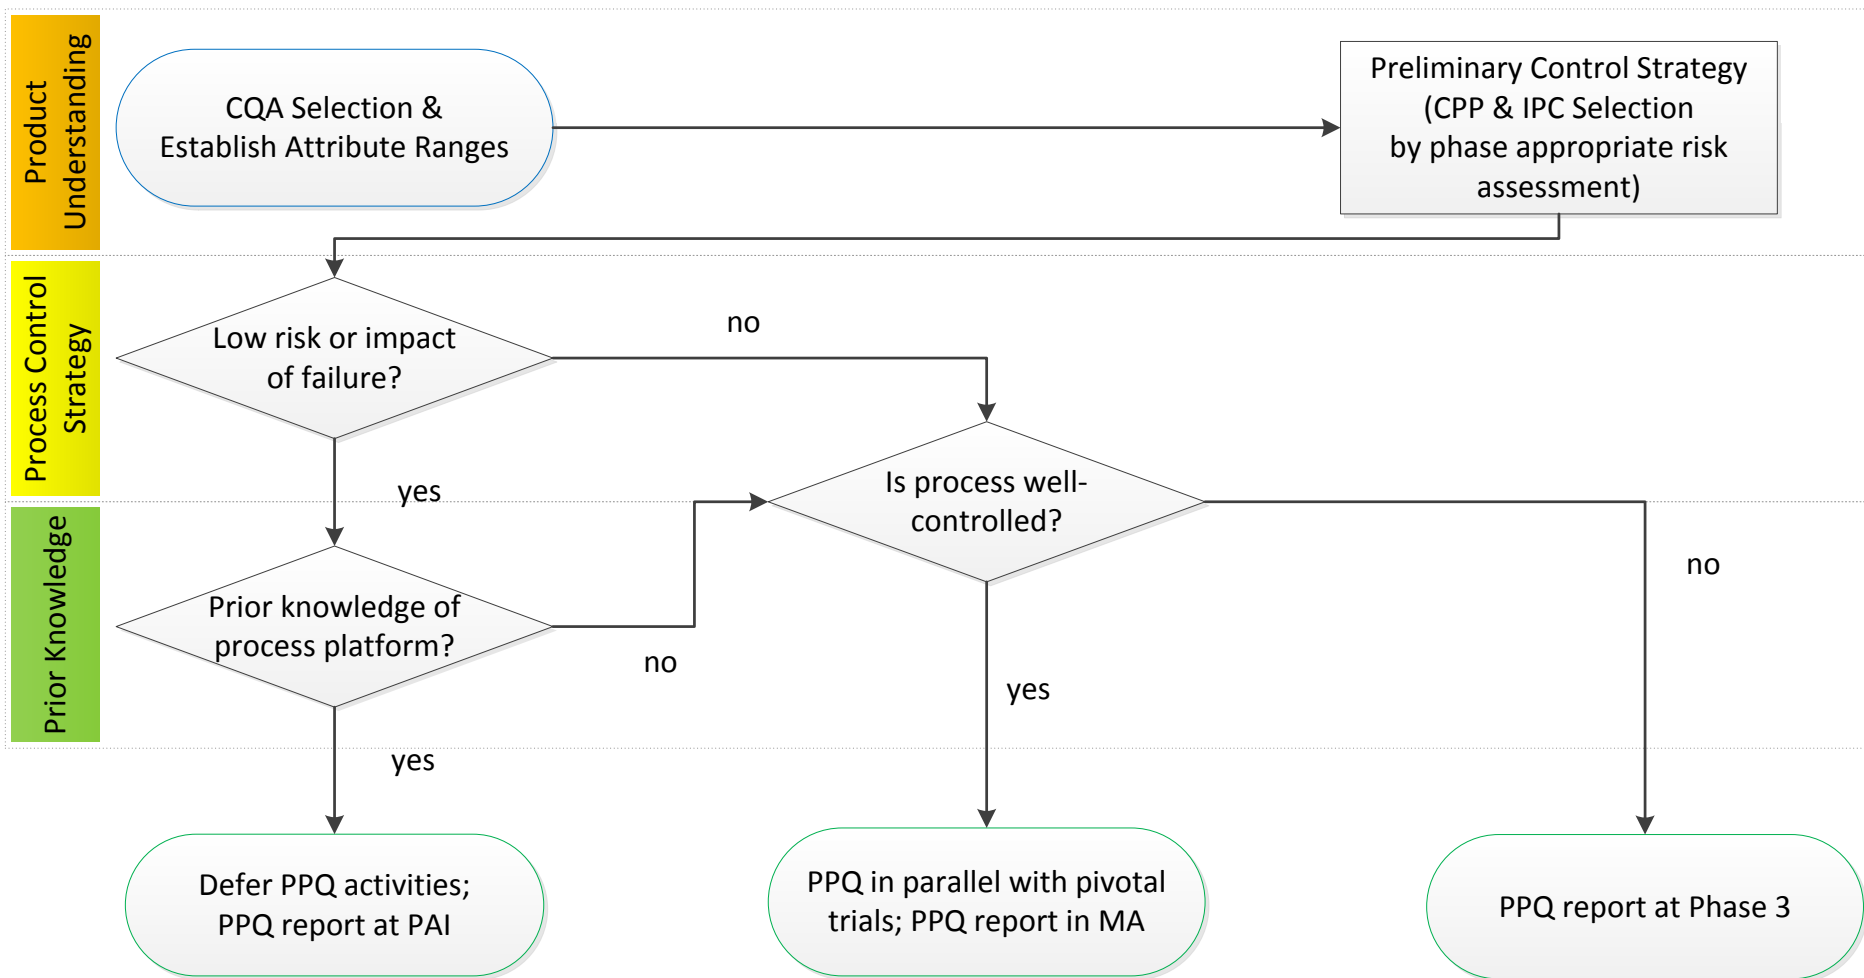 Product
Understanding
CQA Selection &
Establish Attribute Ranges
Preliminary Control Strategy
(CPP & IPC Selection
by phase appropriate risk
assessment)
Process Control
Strategy
Low risk or impact
of failure?
no
yes
Is process well-
controlled?
Prior Knowledge
Prior knowledge of
process platform?
no
yes
no
yes
Defer PPQ activities;
PPQ report at PAI
PPQ in parallel with pivotal
trials; PPQ report in MA
PPQ report at Phase 3